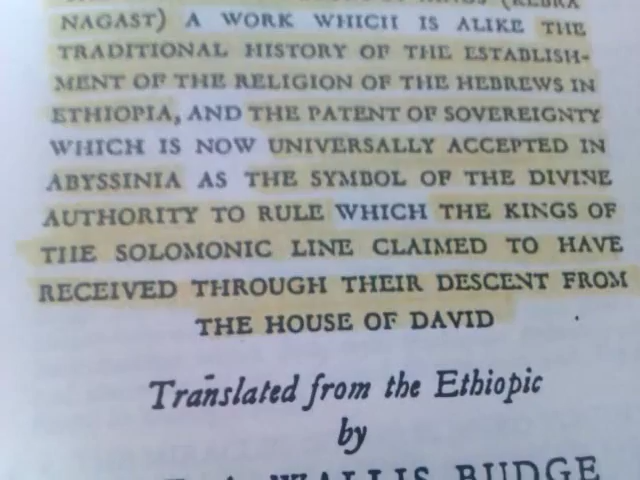 (KEBRA
NAGAST) A WORK WHICH IS ALIKE THE
TRADITIONAL HISTORY OF THE ESTABLISH-
MENT OF THE RELIGION OF THE HEBREWS IN
ETHIOPIA, AND THE PATENT OF SOVEREIGNTY
WHICH IS NOW UNIVERSALLY ACCEPTED IN
ABYSSINIA AS THE SYMBOL OF THE DIVINE
AUTHORITY TO RULE WHICH THE KINGS OF
THE SOLOMONIC LINE CLAIMED TO HAVE
RECEIVED THROUGH THEIR DESCENT FROM
THE HOUSE OF DAVID
Translated from the Ethiopic
by
WALLIS BUDGE